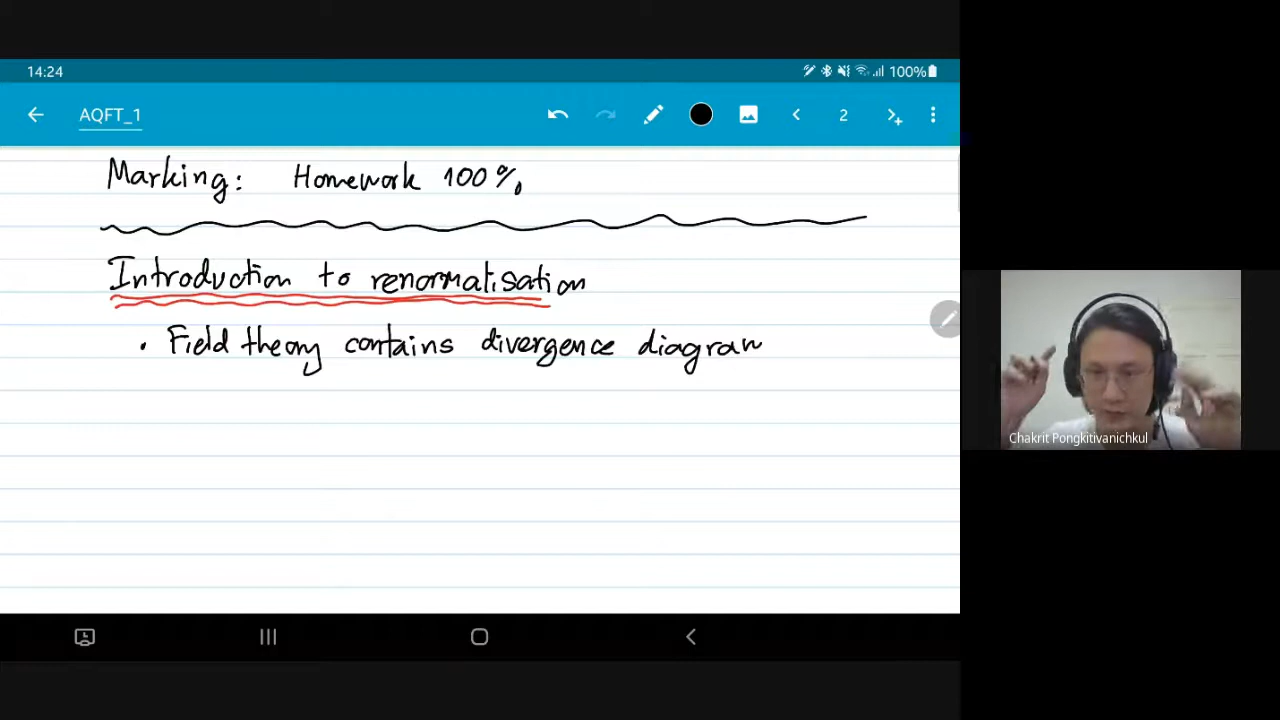 14:24
100%
AQFT_1
2
Marking: Homework 100%
Introduction to renormalisation
• Field theory contains divergence diagram
Chakrit Pongkitivanichkul